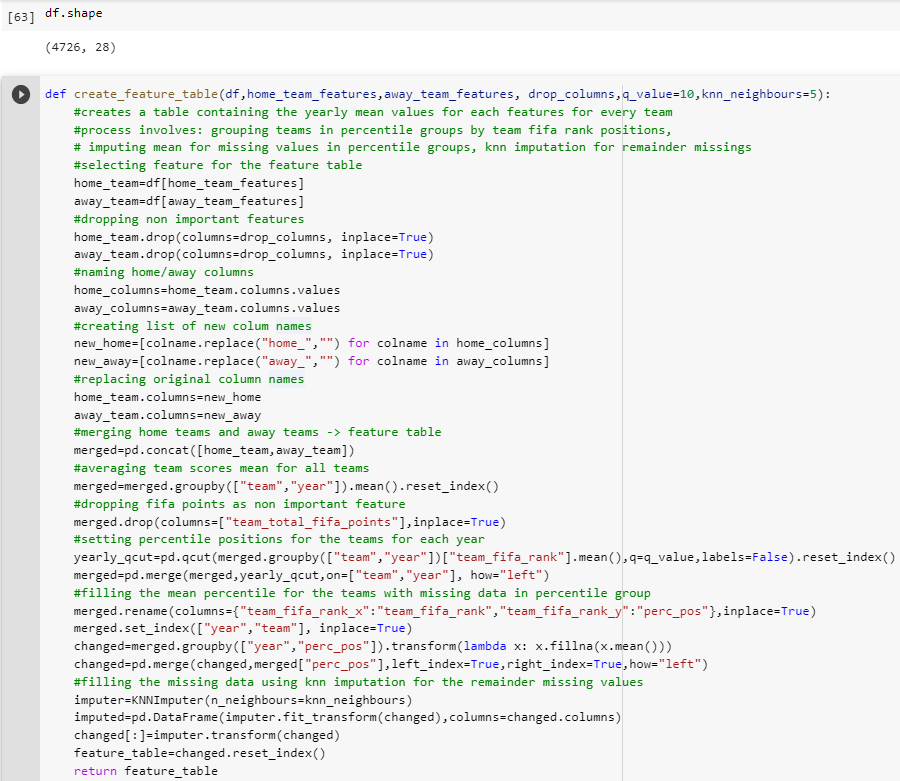 [63] df.shape
(4726, 28)
def create_feature_table(df,home_team_features,away_team_features, drop_columns,q_value=10,knn_neighbours=5):
#creates a table containing the yearly mean values for each features for every team
#process involves: grouping teams in percentile groups by team fifa rank positions,
# imputing mean for missing values in percentile groups, knn imputation for remainder missings
#selecting feature for the feature table
home_team=df[home_team_features]
away_team=df[away_team_features]
#dropping non important features
home_team.drop(columns=drop_columns, inplace=True)
away_team.drop(columns=drop_columns, inplace=True)
#naming home/away columns
home_columns=home_team.columns.values
away_columns=away_team.columns.values
#creating list of new colum names
new_home=[colname.replace("home_","") for colname in home_columns]
new_away=[colname.replace("away_","") for colname in away_columns]
#replacing original column names
home_team.columns=new_home
away_team.columns=new_away
#merging home teams and away teams -> feature table
merged=pd.concat([home_team,away_team])
#averaging team scores mean for all teams
merged=merged.groupby(["team","year"]).mean().reset_index()
#dropping fifa points as non important feature
merged.drop(columns=["team_total_fifa_points"],inplace=True)
#setting percentile positions for the teams for each year
yearly_qcut=pd.qcut(merged.groupby(["team","year"])["team_fifa_rank"].mean(),q=q_value,labels=False).reset_index()
merged=pd.merge(merged,yearly_qcut,on=["team","year"], how="left")
#filling the mean percentile for the teams with missing data in percentile group
merged.rename(columns={"team_fifa_rank_x":"team_fifa_rank","team_fifa_rank_y":"perc_pos"},inplace=True)
merged.set_index(["year","team"], inplace=True)
changed=merged.groupby(["year","perc_pos"]).transform(lambda x: x.fillna(x.mean()))
changed=pd.merge(changed,merged["perc_pos"],left_index=True,right_index=True,how="left")
#filling the missing data using knn imputation for the remainder missing values
imputer=KNNImputer(n_neighbours=knn_neighbours)
imputed=pd.DataFrame(imputer.fit_transform(changed),columns=changed.columns)
changed[:]=imputer.transform(changed)
feature_table=changed.reset_index()
return feature_table